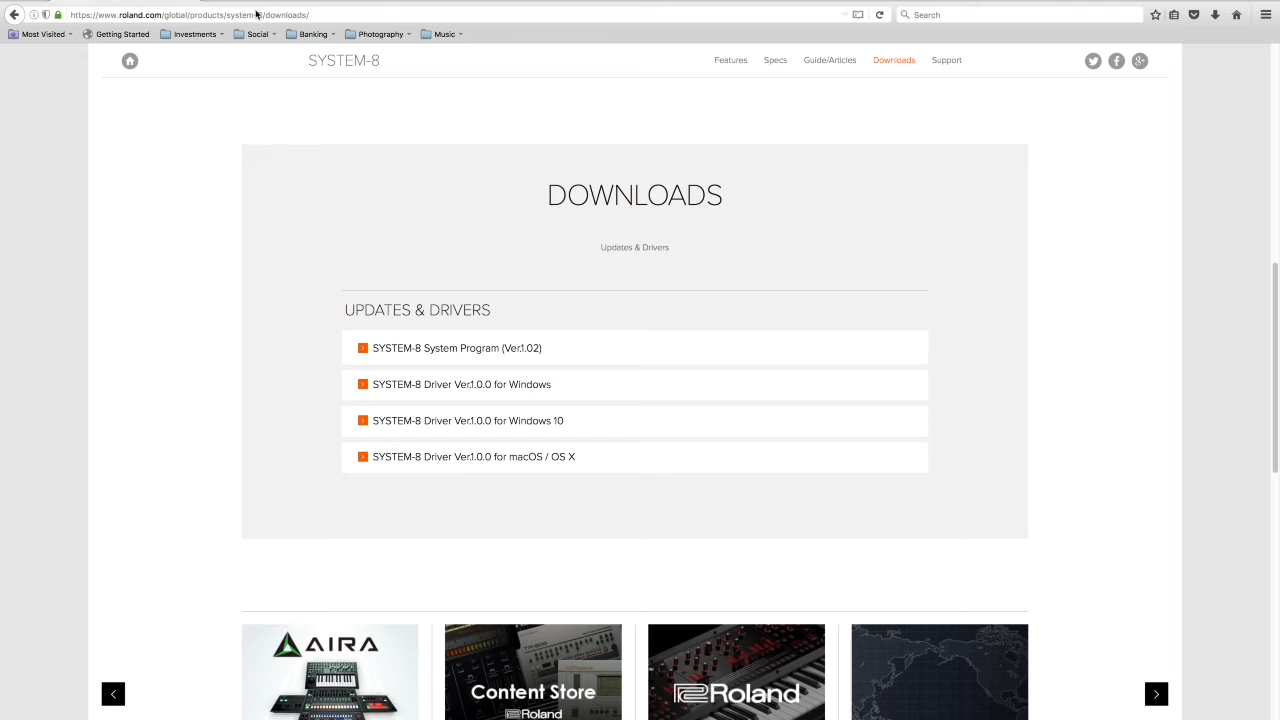 https://www.roland.com/global/products/system-8/downloads/
Search
Most Visited
Getting Started
Investments
Social
Banking
Photography
Music
SYSTEM-8
Features
Specs
Guide/Articles
Downloads
Support
DOWNLOADS
Updates & Drivers
UPDATES & DRIVERS
SYSTEM-8 System Program (Ver.1.02)
SYSTEM-8 Driver Ver.1.0.0 for Windows
SYSTEM-8 Driver Ver.1.0.0 for Windows 10
SYSTEM-8 Driver Ver.1.0.0 for macOS / OS X
AIRA
Content Store
Roland
Roland